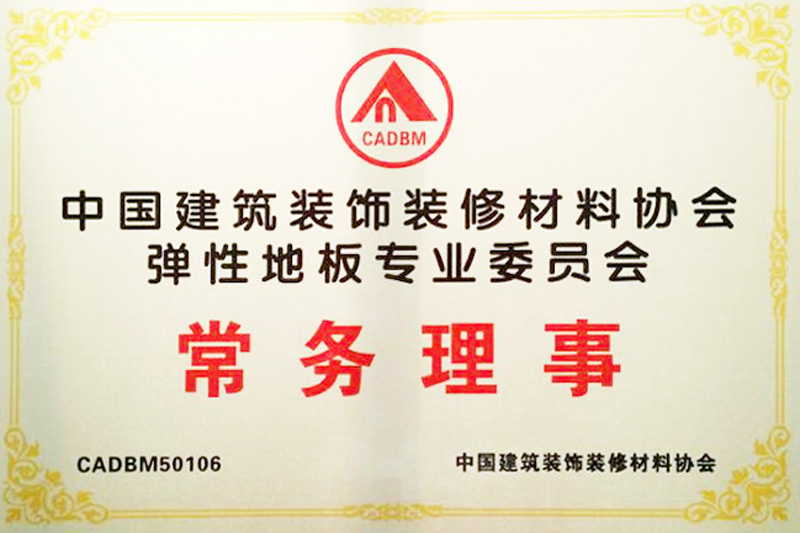 CADBM
中国建筑装饰装修材料协会
弹性地板专业委员会
常务理事
CADBM50106
中国建筑装饰装修材料协会